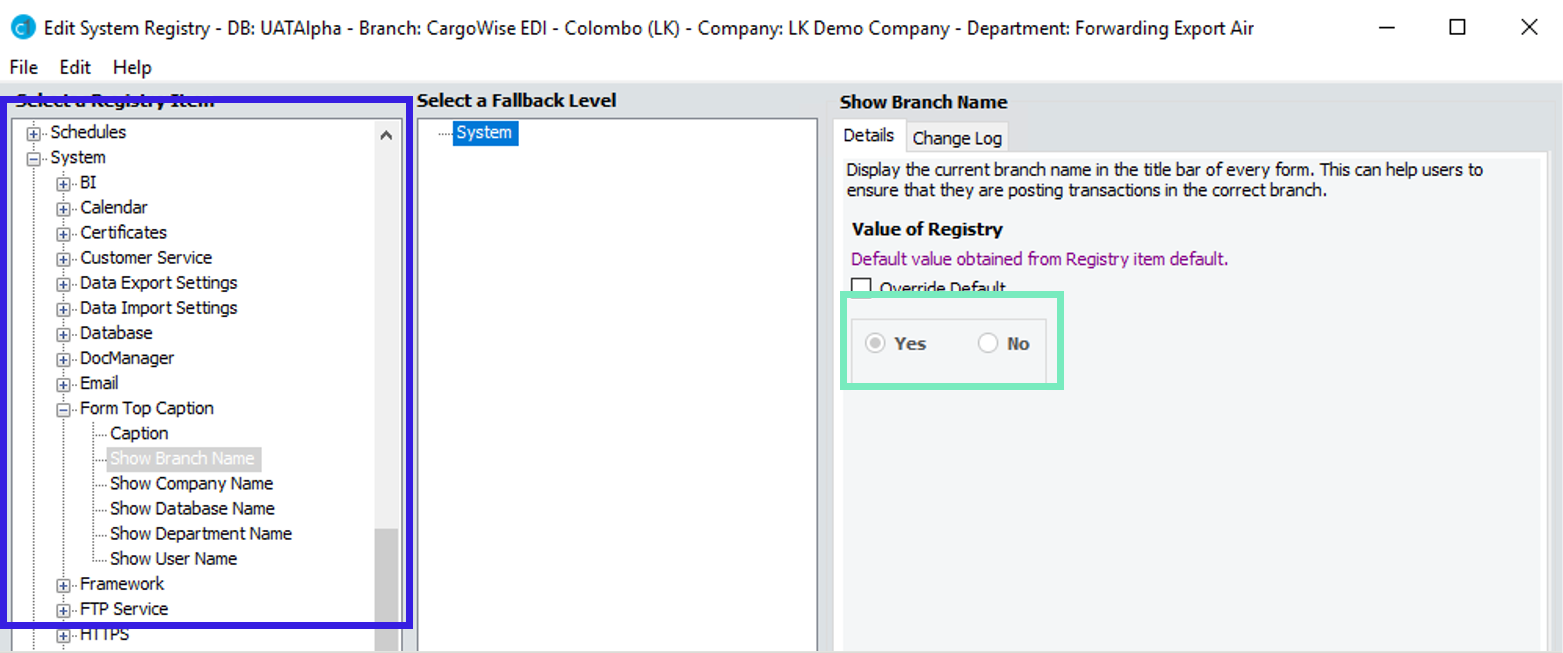 Edit System Registry - DB: UATAlpha - Branch: CargoWise EDI - Colombo (LK) - Company: LK Demo Company - Department: Forwarding Export Air
File Edit Help
Select a Registry Item
Schedules
System
BI
Calendar
Certificates
Customer Service
Data Export Settings
Data Import Settings
Database
DocManager
Email
Form Top Caption
Caption
Show Branch Name
Show Company Name
Show Database Name
Show Department Name
Show User Name
Framework
FTP Service
HTTPS
Select a Fallback Level
System
Show Branch Name
Details Change Log
Display the current branch name in the title bar of every form. This can help users to
ensure that they are posting transactions in the correct branch.
Value of Registry
Default value obtained from Registry item default.
Override Default
Yes No